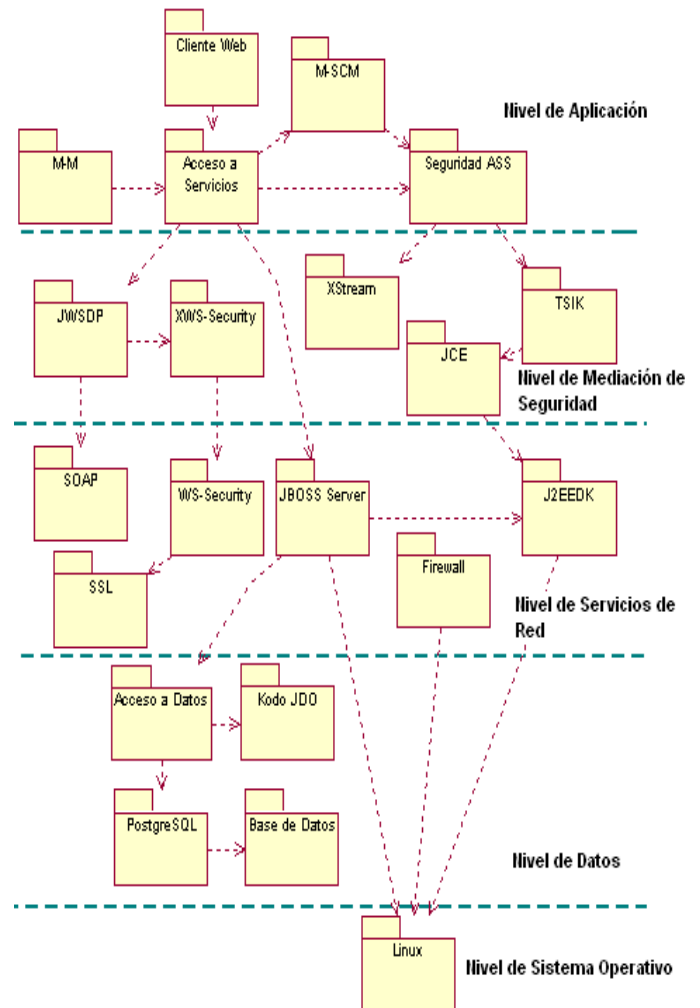 Cliente Web
M-SCM
Nivel de Aplicación
M-M
Acceso a
Servicios
Seguridad ASS
XStream
TSIK
JWSDP
XWS-Security
JCE
Nivel de Mediación de
Seguridad
SOAP
WS-Security
JBOSS Server
J2EEDK
SSL
Firewall
Nivel de Servicios de
Red
Acceso a Datos
Kodo JDO
PostgreSQL
Base de Datos
Nivel de Datos
Linux
Nivel de Sistema Operativo